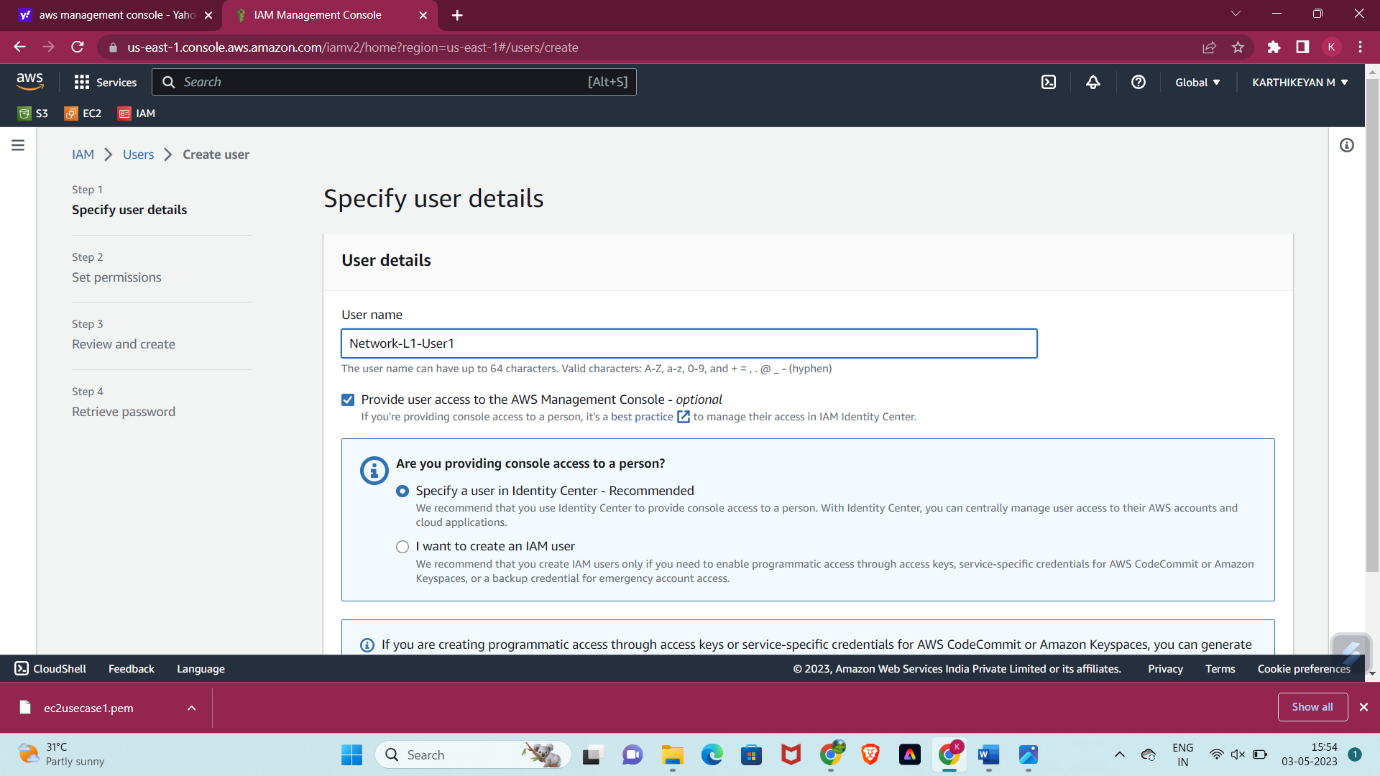 aws management console - Yaho
IAM Management Console
us-east-1.console.aws.amazon.com/iamv2/home?region=us-east-1#/users/create
K
aws
Services
Search
[Alt+S]
Global
KARTHIKEYAN M
S3
EC2
IAM
IAM
Users
Create user
Step 1
Specify user details
Step 2
Set permissions
Step 3
Review and create
Step 4
Retrieve password
Specify user details
User details
User name
Network-L1-User1
The user name can have up to 64 characters. Valid characters: A-Z, a-z, 0-9, and + = , . @ _ - (hyphen)
Provide user access to the AWS Management Console - optional
If you're providing console access to a person, it's a best practice to manage their access in IAM Identity Center.
Are you providing console access to a person?
Specify a user in Identity Center - Recommended
We recommend that you use Identity Center to provide console access to a person. With Identity Center, you can centrally manage user access to their AWS accounts and
cloud applications.
I want to create an IAM user
We recommend that you create IAM users only if you need to enable programmatic access through access keys, service-specific credentials for AWS CodeCommit or Amazon
Keyspaces, or a backup credential for emergency account access.
If you are creating programmatic access through access keys or service-specific credentials for AWS CodeCommit or Amazon Keyspaces, you can generate
CloudShell
Feedback
Language
© 2023, Amazon Web Services India Private Limited or its affiliates.
Privacy
Terms
Cookie preferences
ec2usecase1.pem
Show all
31°C
Partly sunny
Search
K
ENG
IN
15:54
03-05-2023
1